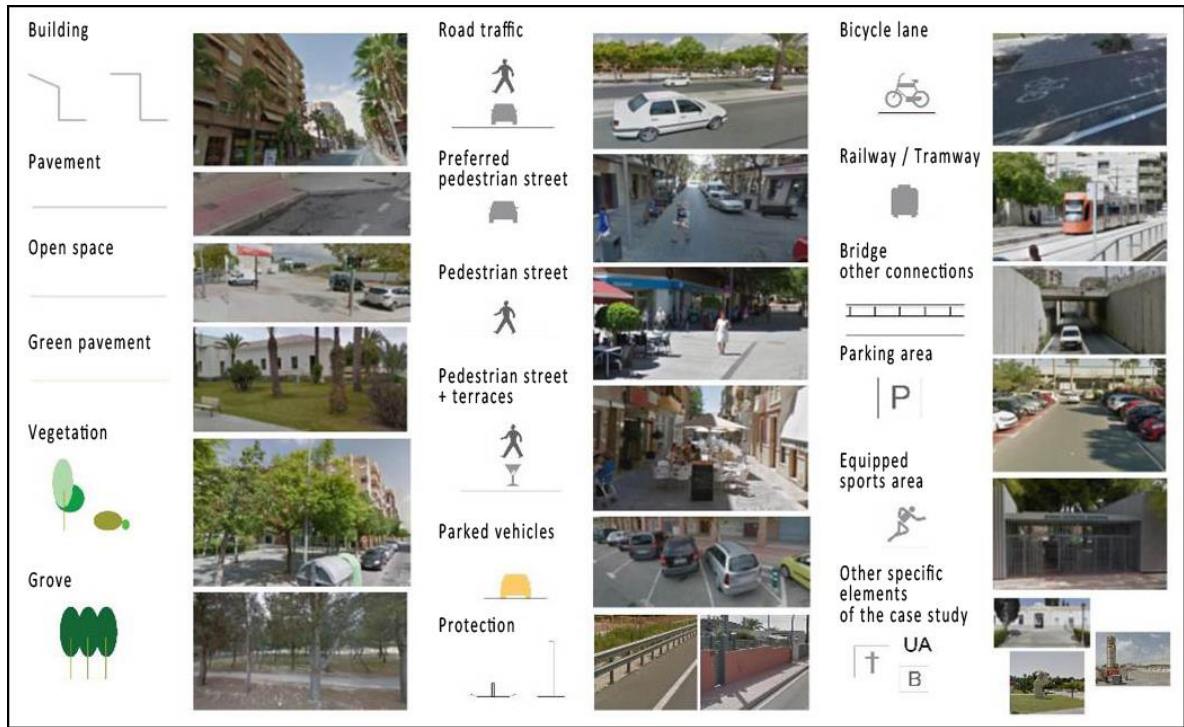 Building
Pavement
Open space
Green pavement
Vegetation
Grove
Road traffic
Preferred
pedestrian street
Pedestrian street
Pedestrian street
+ terraces
Parked vehicles
Protection
Bicycle lane
Railway / Tramway
Bridge
other connections
Parking area
P
Equipped
sports area
Other specific
elements
of the case study
UA
B